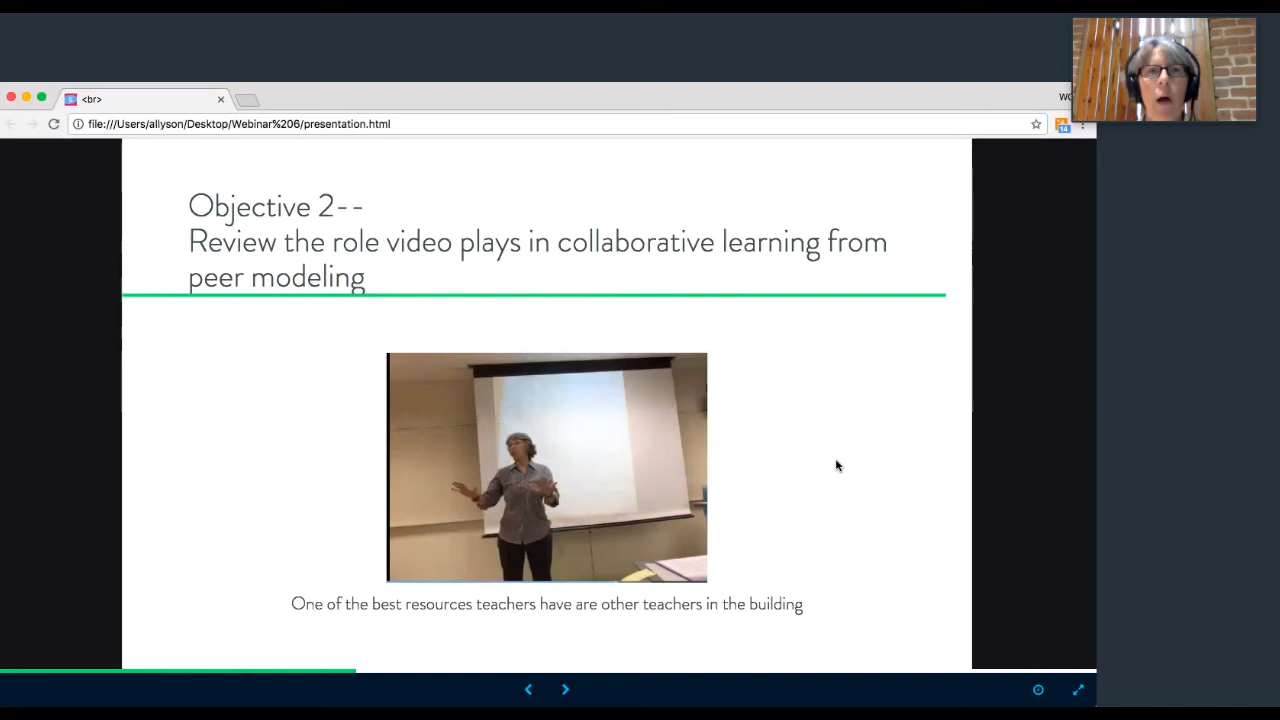 <br>
file:///Users/allyson/Desktop/Webinar%206/presentation.html
14
Objective 2--
Review the role video plays in collaborative learning from
peer modeling
One of the best resources teachers have are other teachers in the building